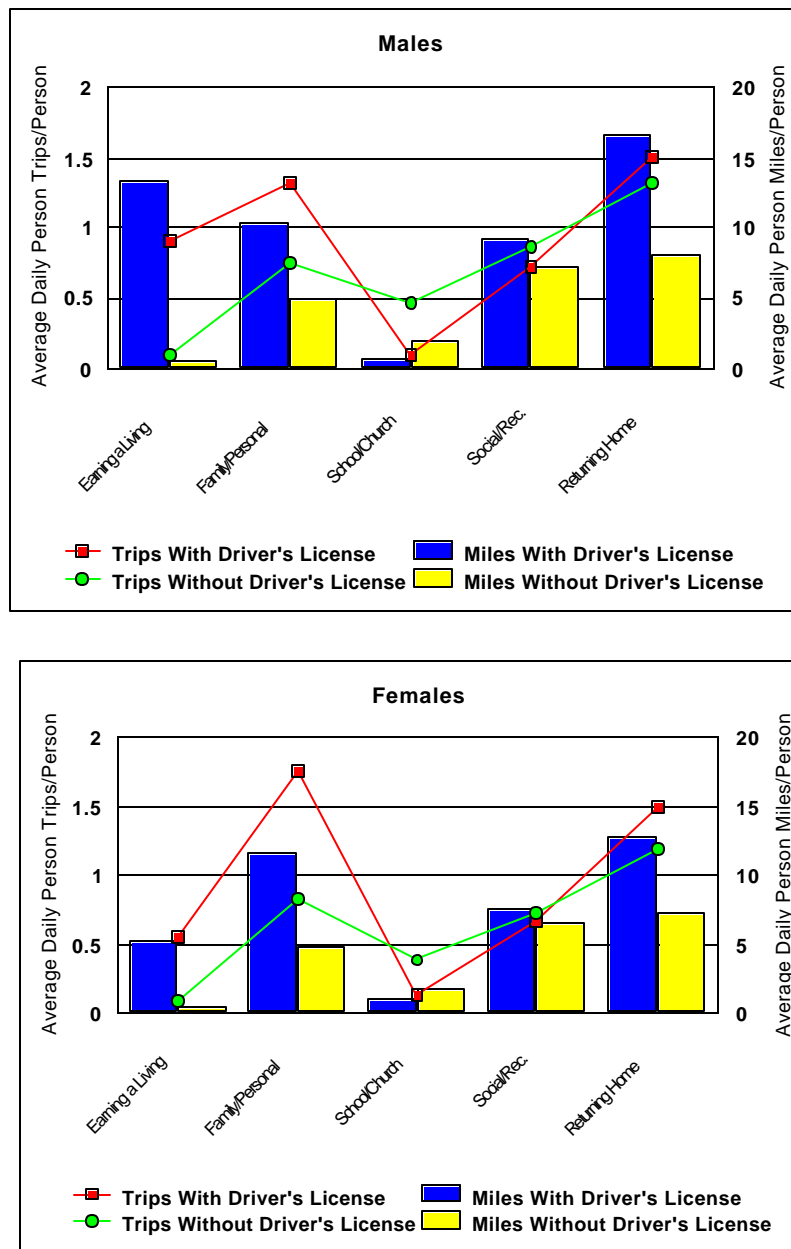 Males
Average Daily Person Trips/Person
2
1.5
1
0.5
0
20
15
10
5
0
Average Daily Person Miles/Person
Earning a Living
Family/Personal
School/Church
Social/Rec.
Returning Home
Trips With Driver's License
Miles With Driver's License
Trips Without Driver's License
Miles Without Driver's License
Females
Average Daily Person Trips/Person
2
1.5
1
0.5
0
20
15
10
5
0
Average Daily Person Miles/Person
Earning a Living
Family/Personal
School/Church
Social/Rec.
Returning Home
Trips With Driver's License
Miles With Driver's License
Trips Without Driver's License
Miles Without Driver's License